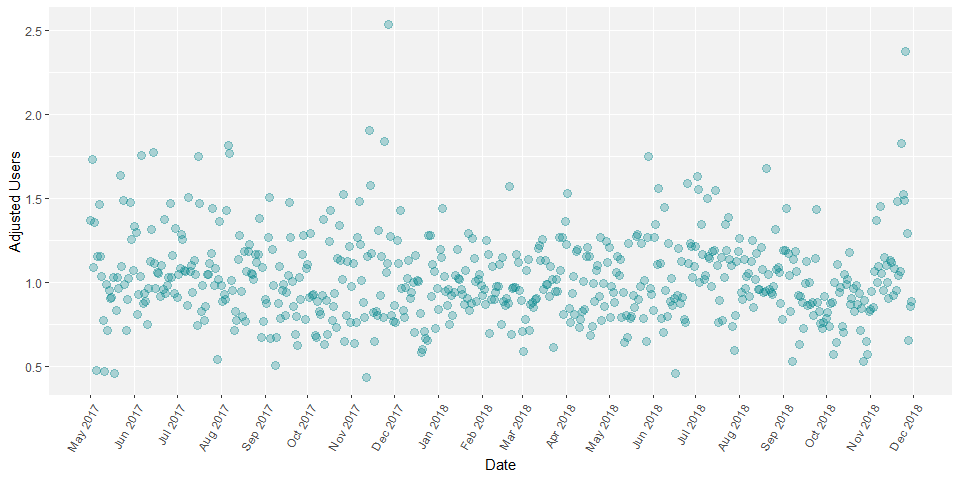 Adjusted Users
2.5
2.0
1.5
1.0
0.5
May 2017
Jun 2017
Jul 2017
Aug 2017
Sep 2017
Oct 2017
Nov 2017
Dec 2017
Jan 2018
Feb 2018
Mar 2018
Apr 2018
May 2018
Jun 2018
Jul 2018
Aug 2018
Sep 2018
Oct 2018
Nov 2018
Dec 2018
Date